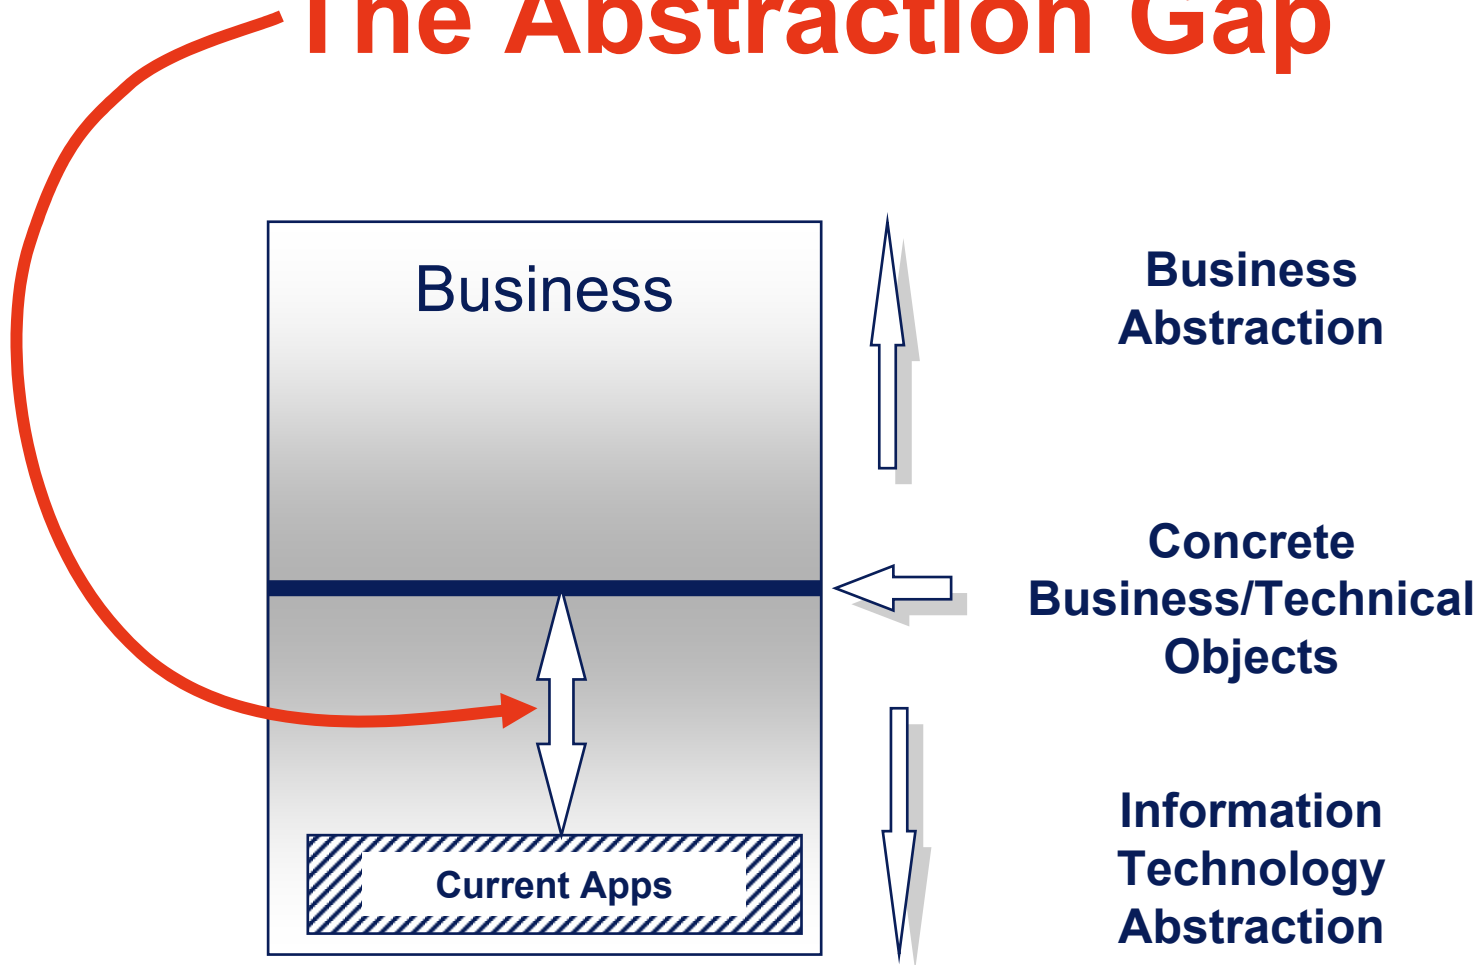 The Abstraction Gap
Business
Business
Abstraction
Concrete
Business/Technical
Objects
Information
Technology
Abstraction
Current Apps